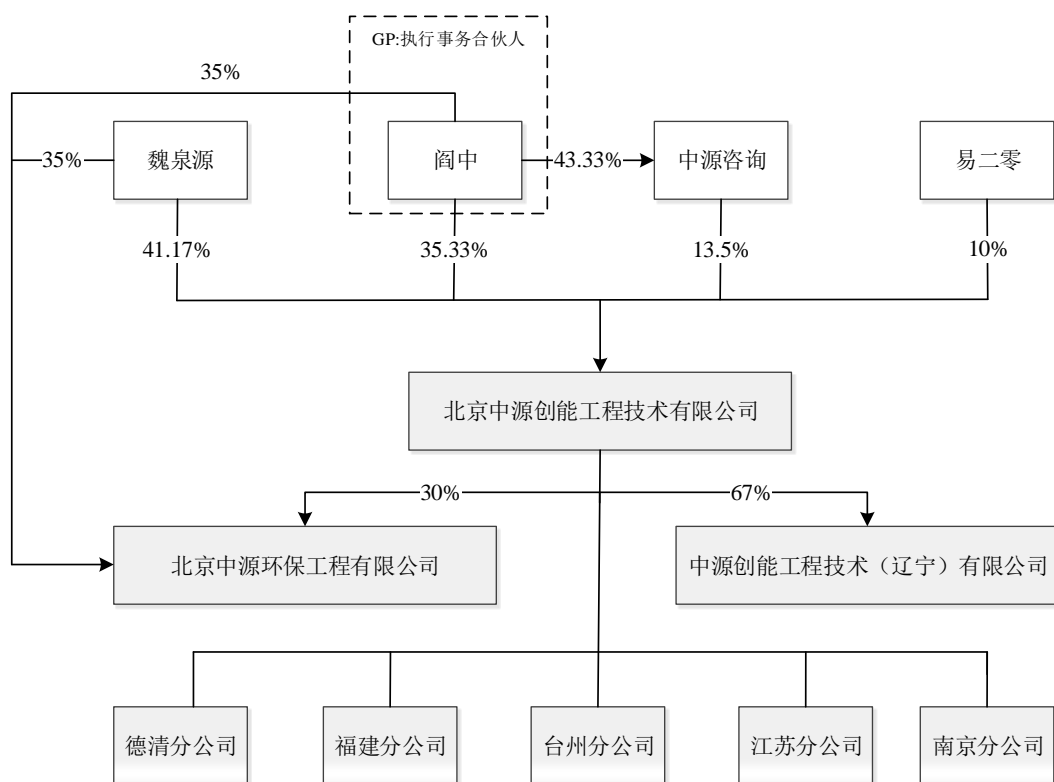 GP:执行事务合伙人
35%
35%
魏泉源
阎中
43.33%
中源咨询
易二零
41.17%
35.33%
13.5%
10%
北京中源创能工程技术有限公司
30%
67%
北京中源环保工程有限公司
中源创能工程技术（辽宁）有限公司
德清分公司
福建分公司
台州分公司
江苏分公司
南京分公司